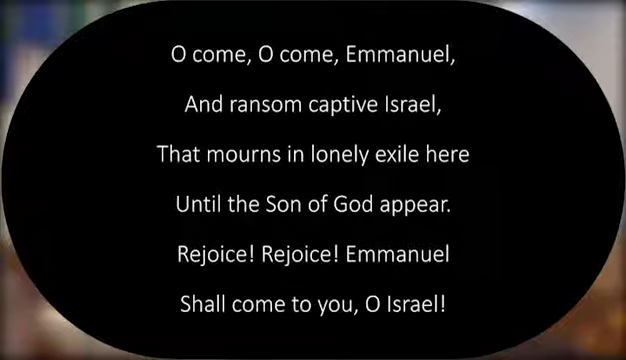 O come, O come, Emmanuel,
And ransom captive Israel,
That mourns in lonely exile here
Until the Son of God appear.
Rejoice! Rejoice! Emmanuel
Shall come to you, O Israel!